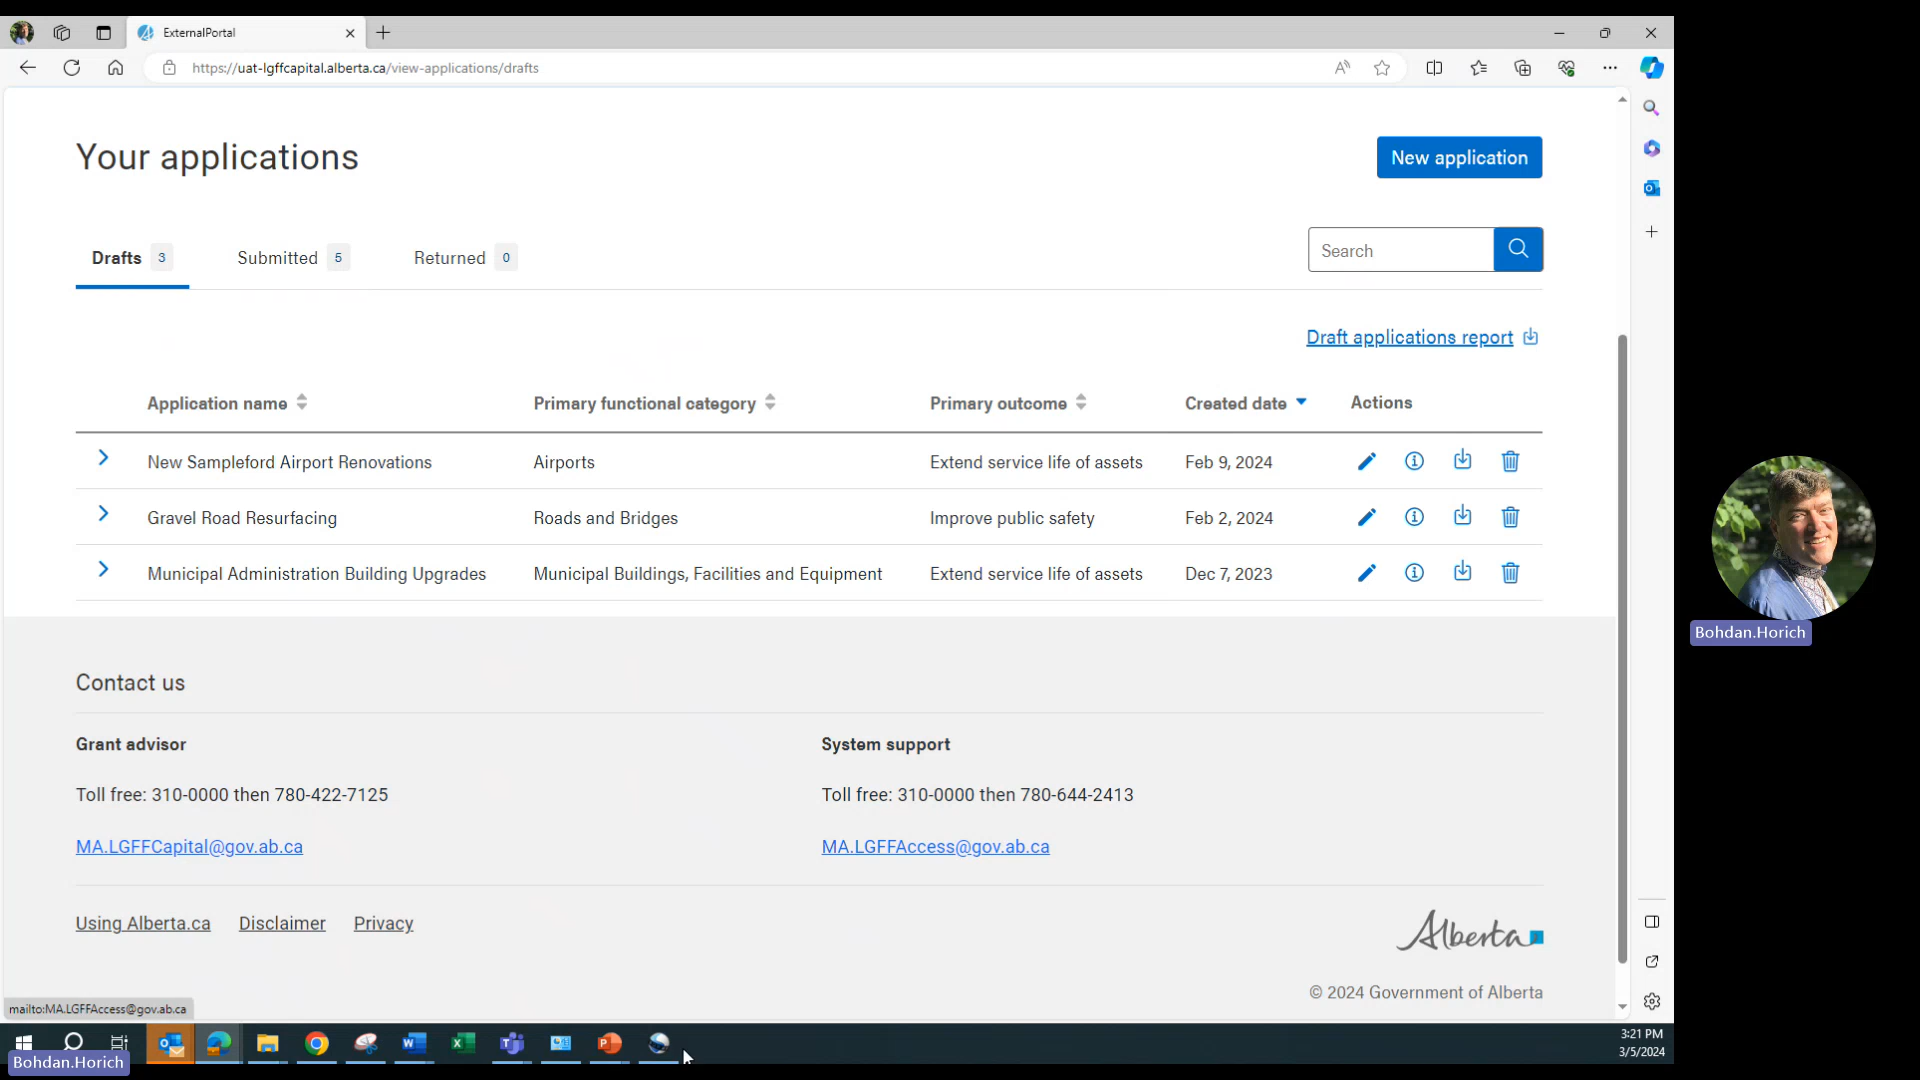 ExternalPortal
https://uat-lgffcapital.alberta.ca/view-applications/drafts
Your applications
New application
Drafts 3 Submitted 5 Returned 0
Search
Draft applications report
Application name Primary functional category Primary outcome Created date Actions
New Sampleford Airport Renovations Airports Extend service life of assets Feb 9, 2024
Gravel Road Resurfacing Roads and Bridges Improve public safety Feb 2, 2024
Municipal Administration Building Upgrades Municipal Buildings, Facilities and Equipment Extend service life of assets Dec 7, 2023
Bohdan.Horich
Contact us
Grant advisor
Toll free: 310-0000 then 780-422-7125
MA.LGFFCapital@gov.ab.ca
System support
Toll free: 310-0000 then 780-644-2413
MA.LGFFAccess@gov.ab.ca
Using Alberta.ca Disclaimer Privacy
Alberta
© 2024 Government of Alberta
mailto:MA.LGFFAccess@gov.ab.ca
3:21 PM
3/5/2024
Bohdan.Horich